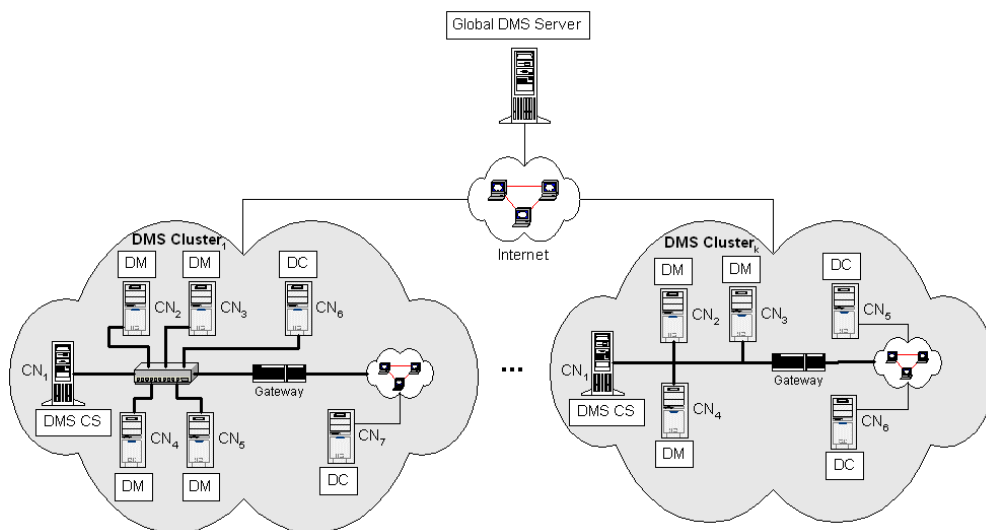 Global DMS Server
Internet
DMS Cluster1
DM
DM
DC
CN2
CN3
CN6
CN1
DMS CS
Gateway
CN4
CN5
CN7
DM
DM
DC
...
DMS Clusterk
DM
DM
DC
CN2
CN3
CN5
CN1
DMS CS
Gateway
CN4
CN6
DM
DC